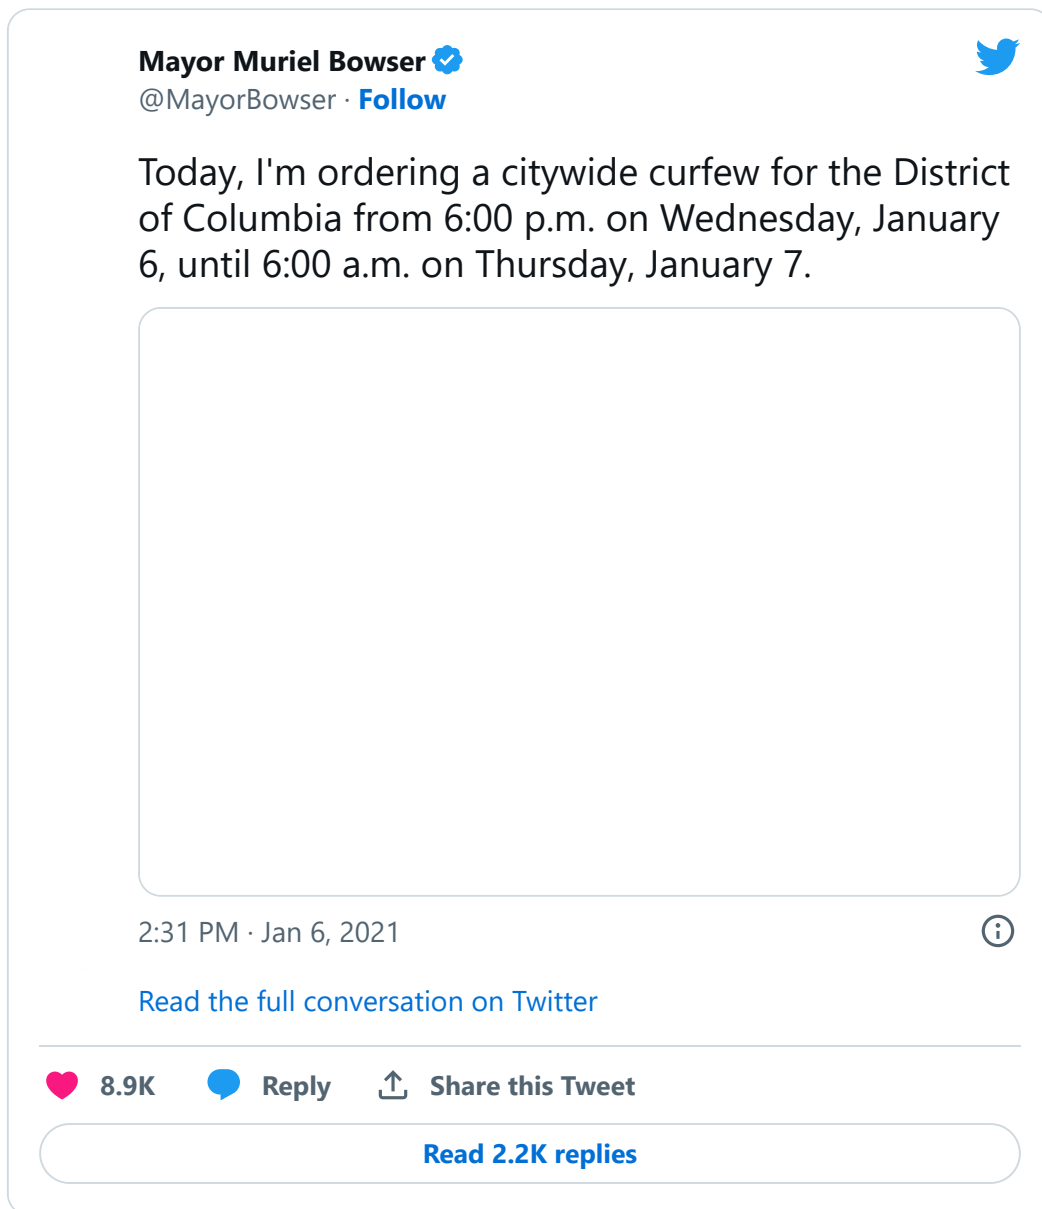 Mayor Muriel Bowser
@MayorBowser · Follow
Today, I'm ordering a citywide curfew for the District
of Columbia from 6:00 p.m. on Wednesday, January
6, until 6:00 a.m. on Thursday, January 7.
2:31 PM · Jan 6, 2021
Read the full conversation on Twitter
8.9K Reply Share this Tweet
Read 2.2K replies